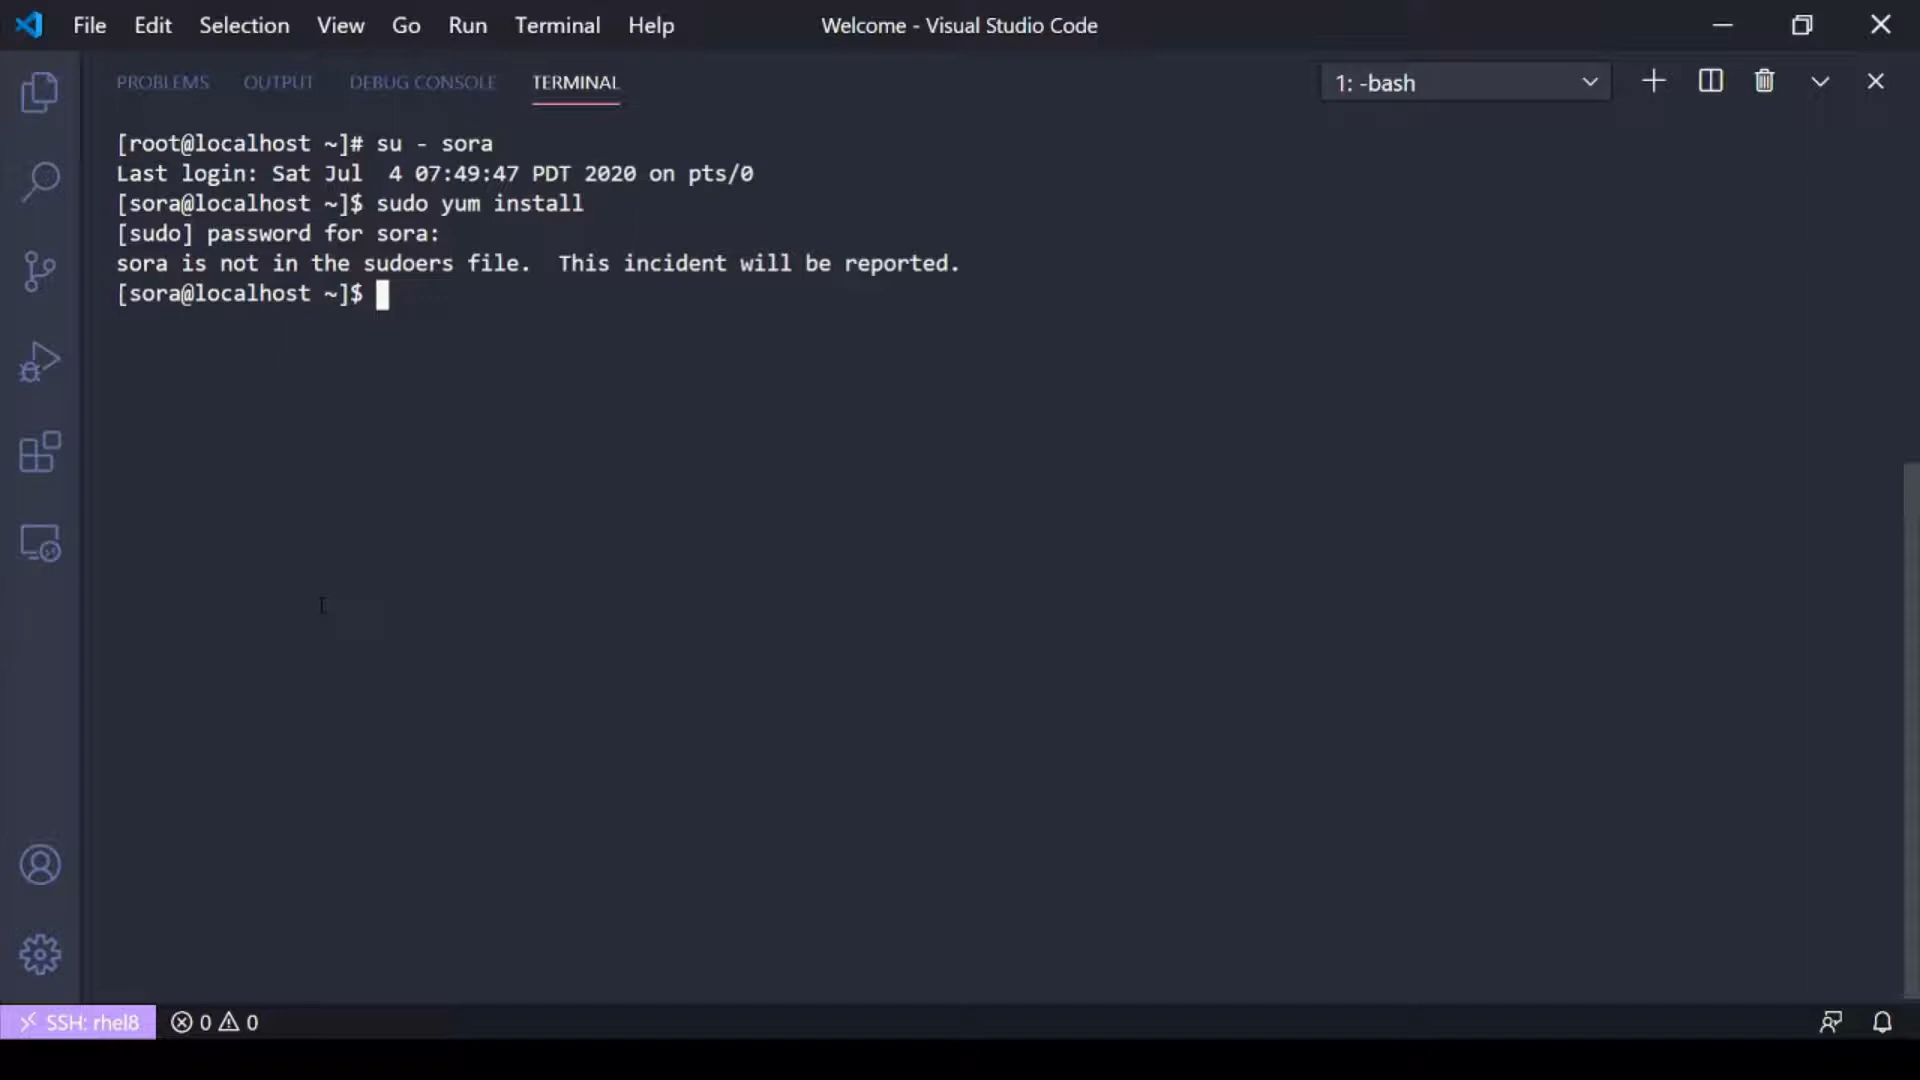 File Edit Selection View Go Run Terminal Help Welcome - Visual Studio Code
PROBLEMS OUTPUT DEBUG CONSOLE TERMINAL 1: -bash
[root@localhost ~]# su - sora
Last login: Sat Jul  4 07:49:47 PDT 2020 on pts/0
[sora@localhost ~]$ sudo yum install
[sudo] password for sora:
sora is not in the sudoers file.  This incident will be reported.
[sora@localhost ~]$
SSH: rhel8 0 0